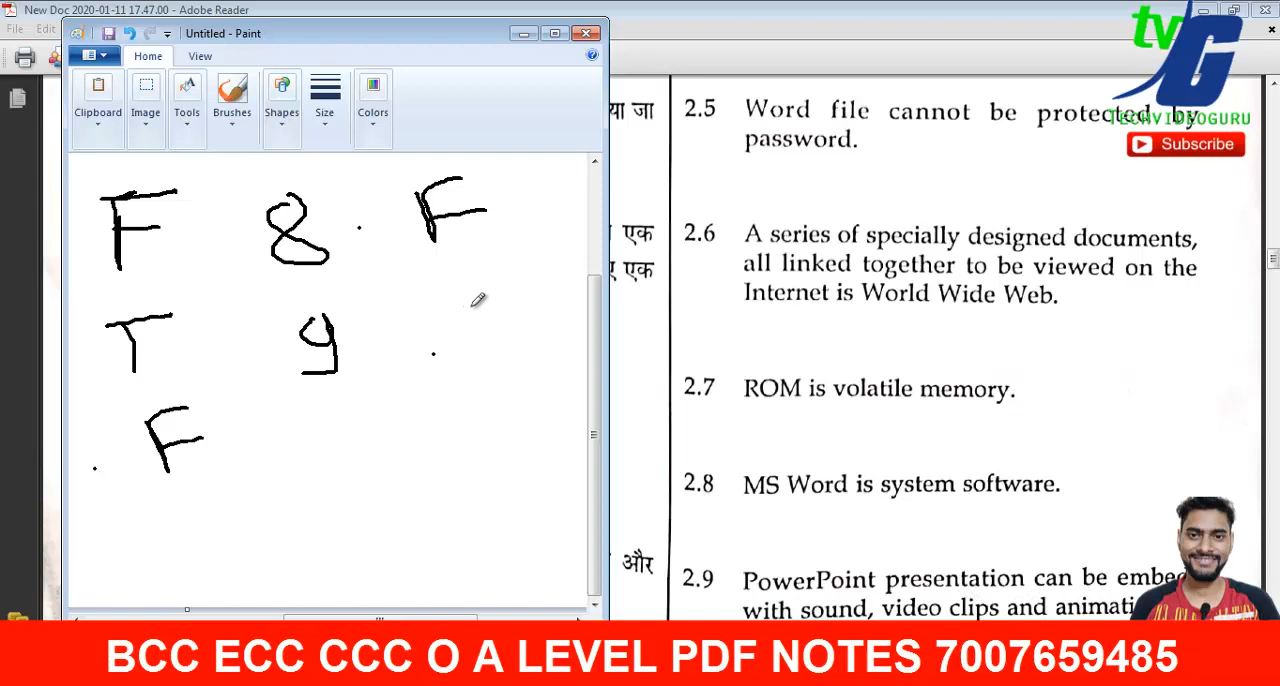 New Doc 2020-01-11 17.47.00 - Adobe Reader
File Edit
Untitled - Paint
Home View
Clipboard Image Tools Brushes Shapes Size Colors
tv G
TECHVIDEOGURU
Subscribe
F 8. F
T 9.
. F
या जा
एक
ए एक
और
2.5 Word file cannot be protected by
password.
2.6 A series of specially designed documents,
all linked together to be viewed on the
Internet is World Wide Web.
2.7 ROM is volatile memory.
2.8 MS Word is system software.
2.9 PowerPoint presentation can be embe
with sound, video clips and animati
BCC ECC CCC O A LEVEL PDF NOTES 7007659485